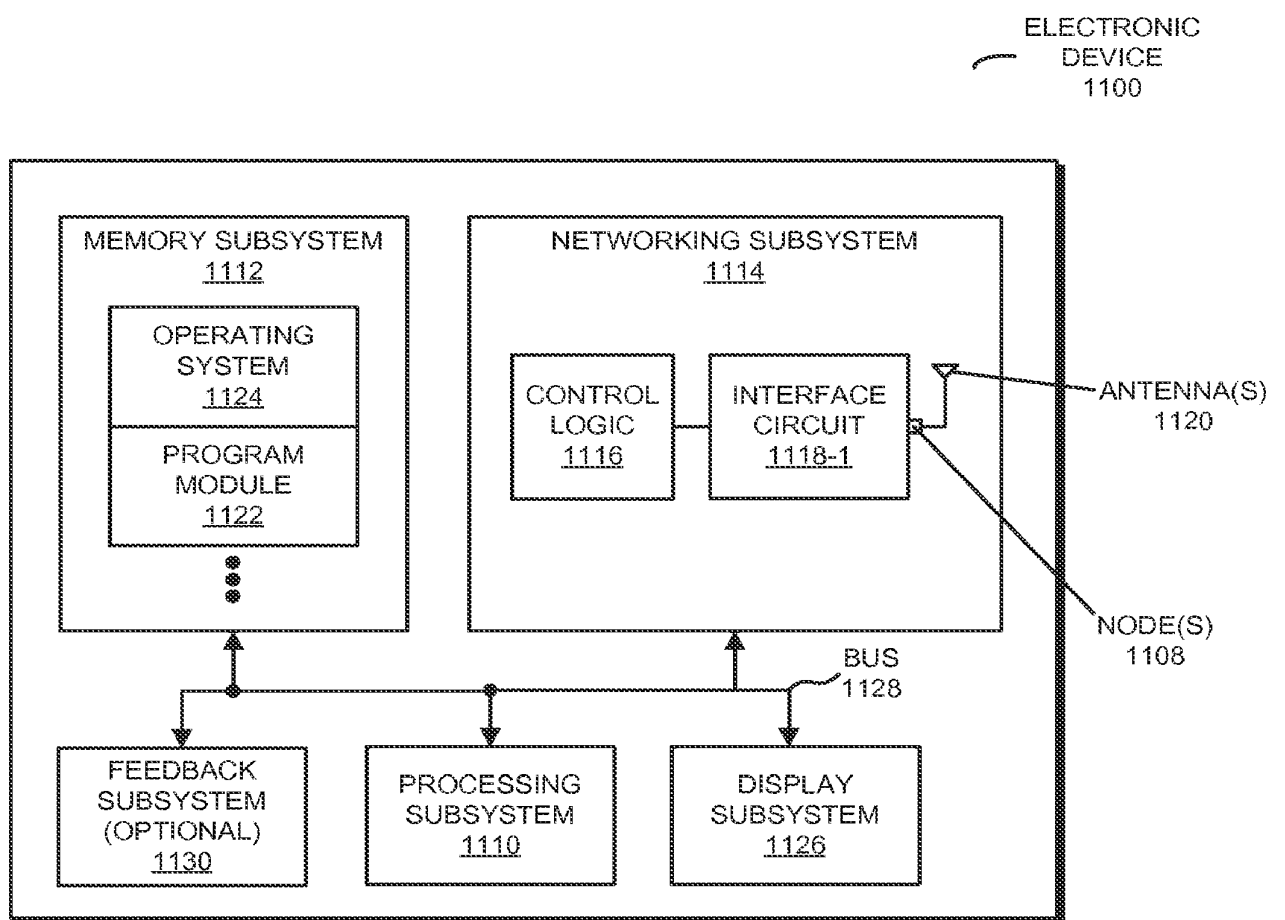 ELECTRONIC
DEVICE
1100
MEMORY SUBSYSTEM
1112
OPERATING
SYSTEM
1124
PROGRAM
MODULE
1122
NETWORKING SUBSYSTEM
1114
CONTROL
LOGIC
1116
INTERFACE
CIRCUIT
1118-1
ANTENNA(S)
1120
NODE(S)
1108
BUS
1128
FEEDBACK
SUBSYSTEM
(OPTIONAL)
1130
PROCESSING
SUBSYSTEM
1110
DISPLAY
SUBSYSTEM
1126